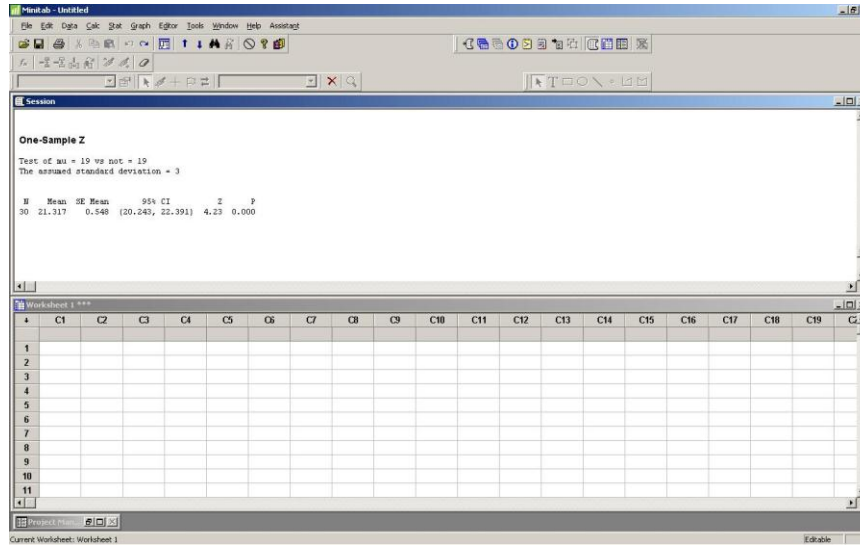 Minitab - Untitled
File Edit Data Calc Stat Graph Editor Tools Window Help Assistant
Session
One-Sample Z
Test of mu = 19 vs not = 19
The assumed standard deviation = 3
N Mean SE Mean 95% CI Z P
30 21.317 0.548 (20.243, 22.391) 4.23 0.000
Worksheet 1 ***
C1 C2 C3 C4 C5 C6 C7 C8 C9 C10 C11 C12 C13 C14 C15 C16 C17 C18 C19
1
2
3
4
5
6
7
8
9
10
11
Project Man...
Current Worksheet: Worksheet 1 Editable